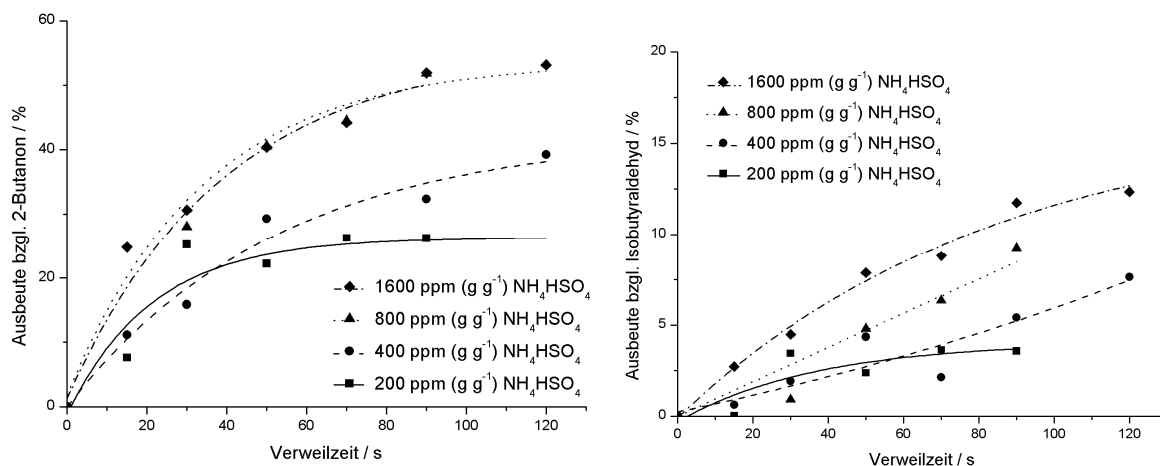 Ausbeute bzgl. 2-Butanon / %
60
40
20
0
1600 ppm (g g⁻¹) NH₄HSO₄
800 ppm (g g⁻¹) NH₄HSO₄
400 ppm (g g⁻¹) NH₄HSO₄
200 ppm (g g⁻¹) NH₄HSO₄
0 20 40 60 80 100 120
Verweilzeit / s
Ausbeute bzgl. Isobutyraldehyd / %
20
15
10
5
0
1600 ppm (g g⁻¹) NH₄HSO₄
800 ppm (g g⁻¹) NH₄HSO₄
400 ppm (g g⁻¹) NH₄HSO₄
200 ppm (g g⁻¹) NH₄HSO₄
0 20 40 60 80 100 120
Verweilzeit / s